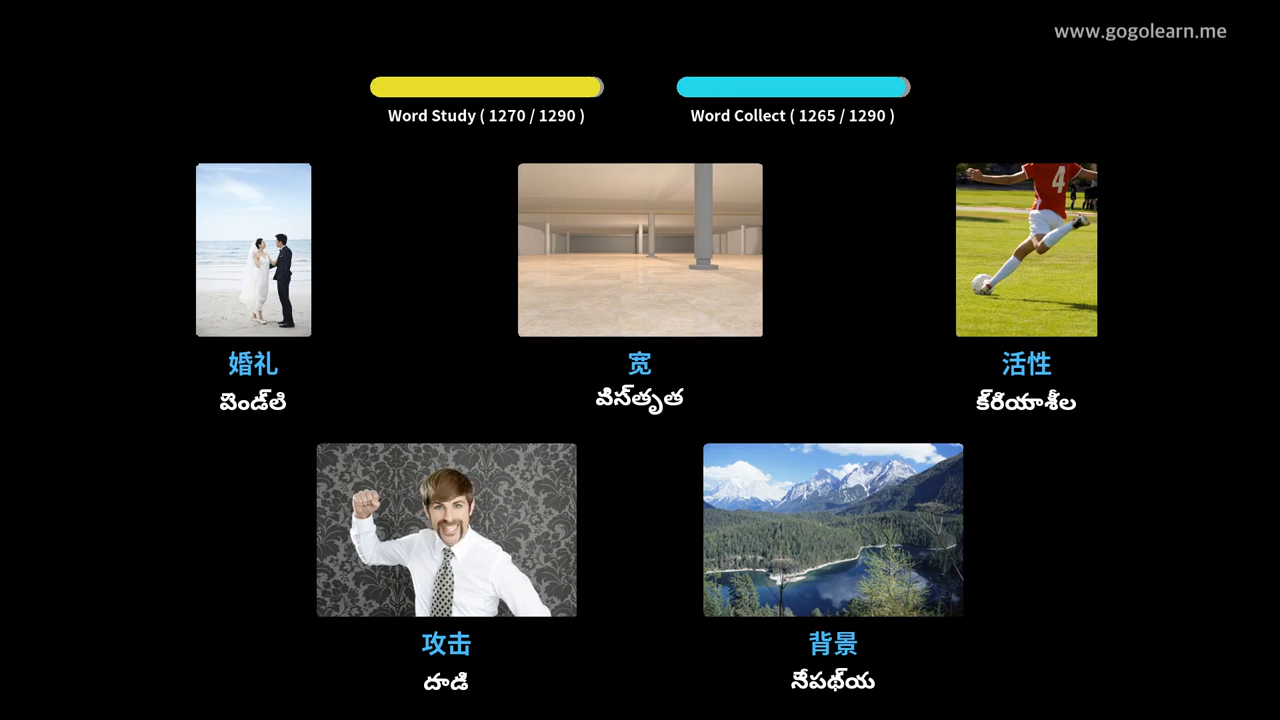 www.gogolearn.me
Word Study ( 1270 / 1290 )
Word Collect ( 1265 / 1290 )
婚礼
పెండ్‌లి
宽
విస్‌తృత
活性
క్‌రియాశీల
4
攻击
దాడి
背景
నేపథ్‌య